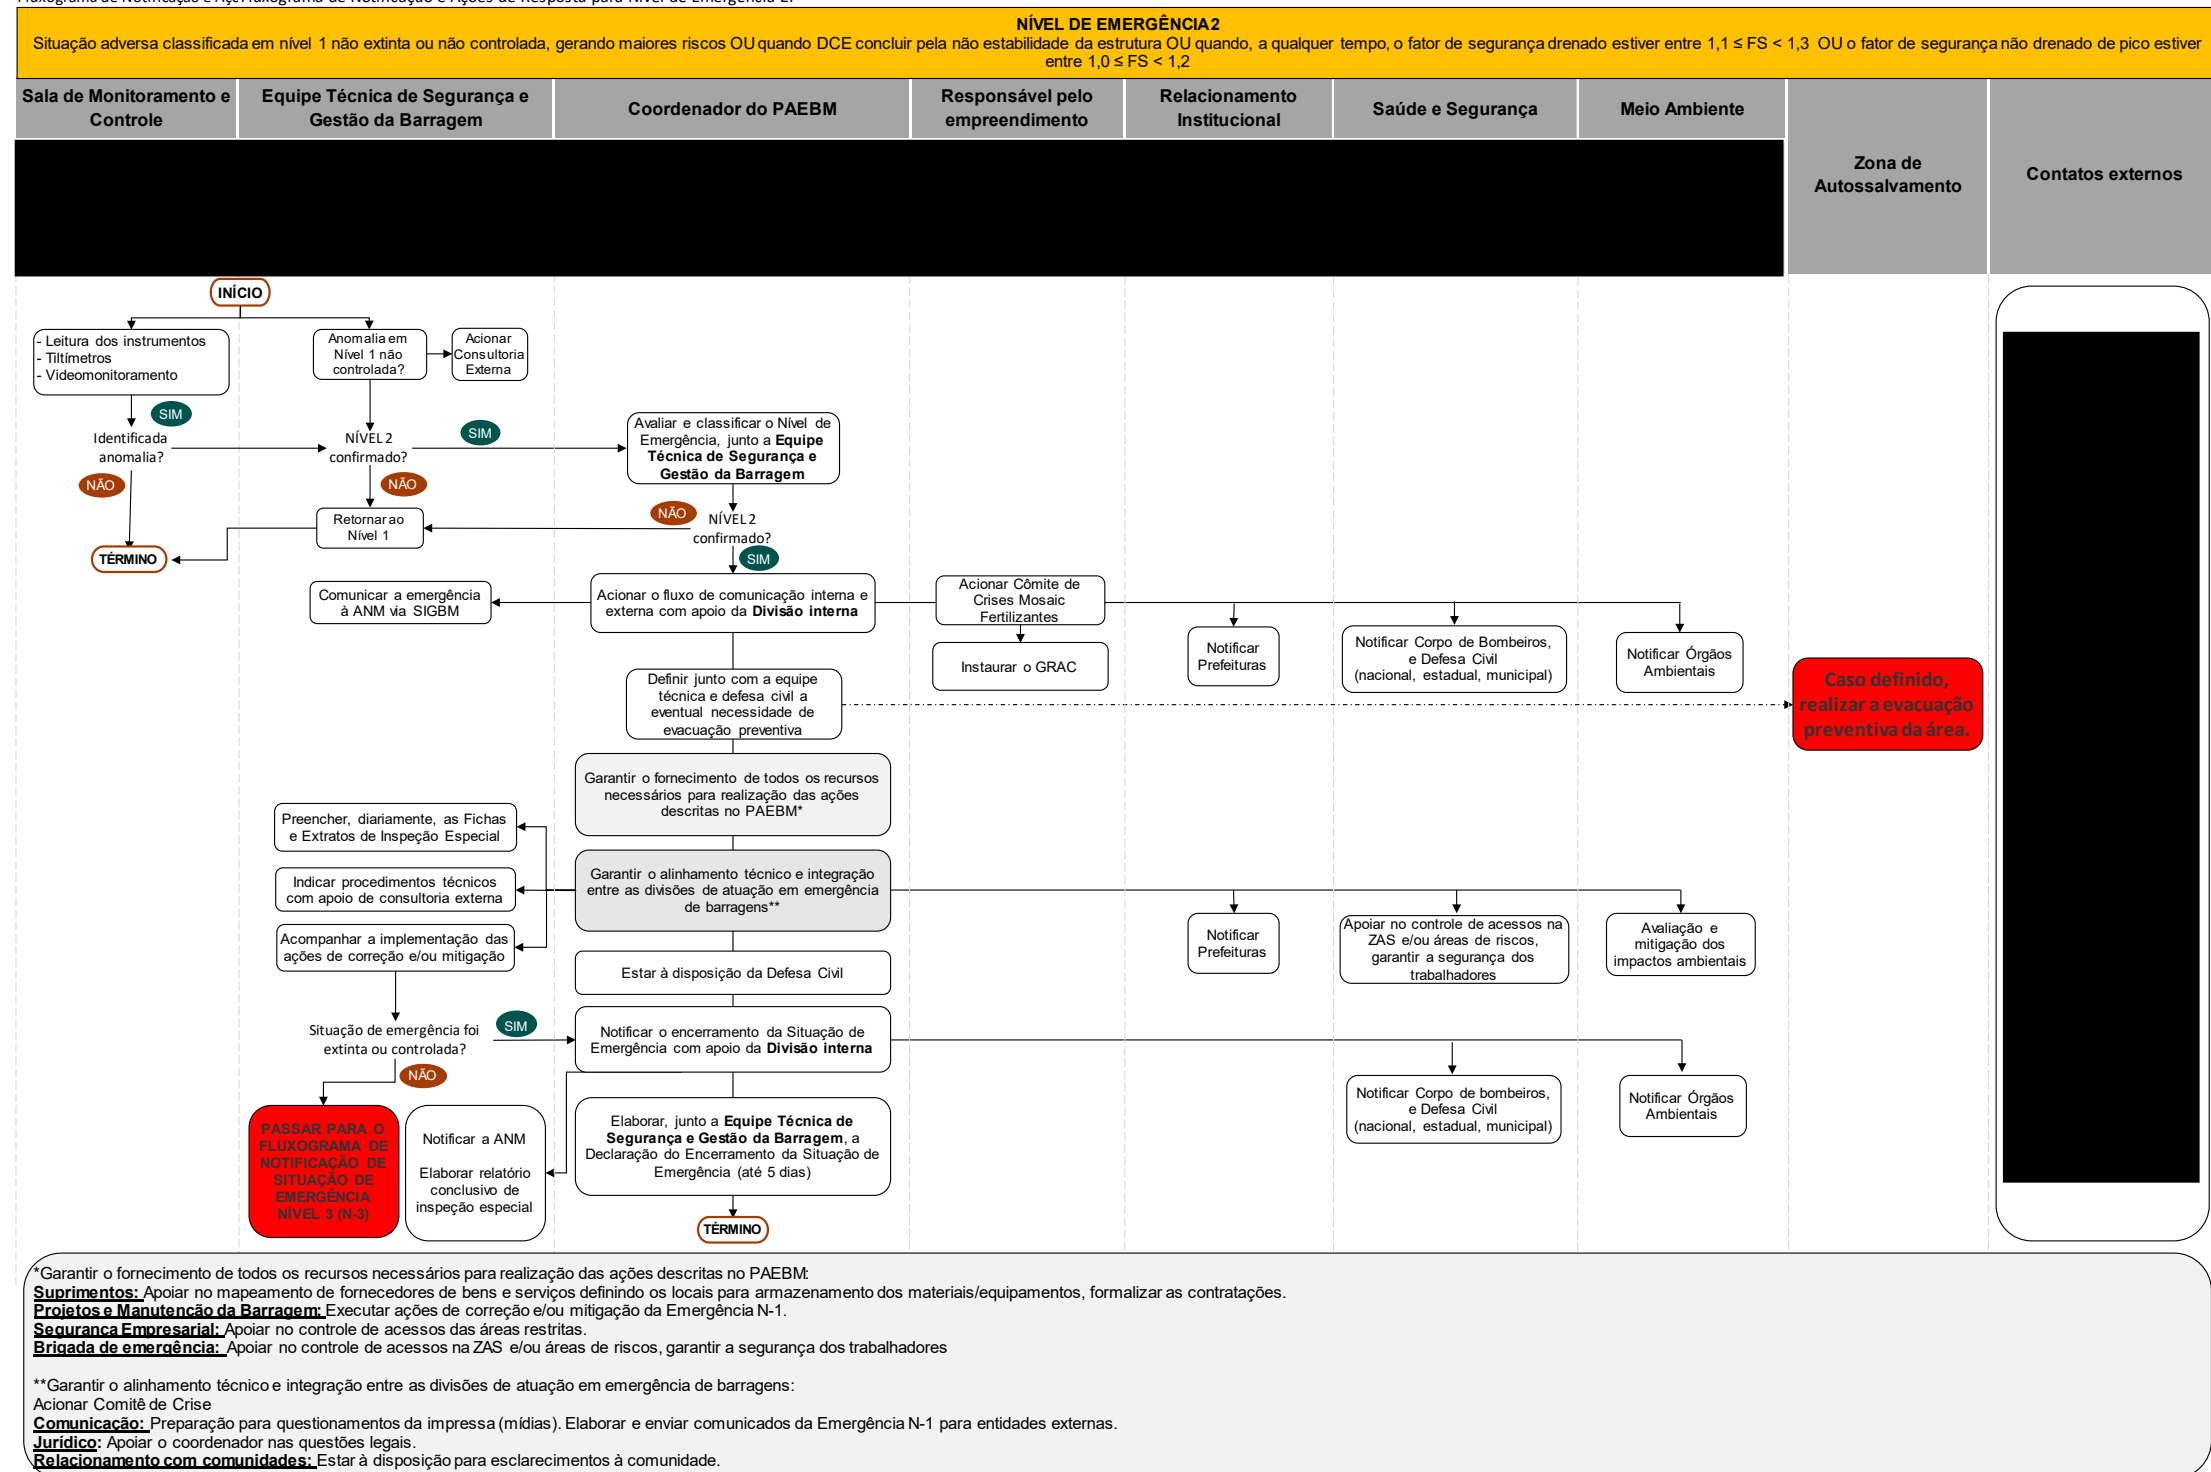 Fluxograma de Notificação e Ações de Resposta para Nível de Emergência 2.
NÍVEL DE EMERGÊNCIA 2
Situação adversa classificada em nível 1 não extinta ou não controlada, gerando maiores riscos OU quando DCE concluir pela não estabilidade da estrutura OU quando, a qualquer tempo, o fator de segurança drenado estiver entre 1,1 ≤ FS < 1,3 OU o fator de segurança não drenado de pico estiver
entre 1,0 ≤ FS < 1,2
Sala de Monitoramento e
Controle
Equipe Técnica de Segurança e
Gestão da Barragem
Coordenador do PAEBM
Responsável pelo
empreendimento
Relacionamento
Institucional
Saúde e Segurança
Meio Ambiente
Zona de
Autossalvamento
Contatos externos
INÍCIO
- Leitura dos instrumentos
- Tiltímetros
- Videomonitoramento
Anomalia em
Nível 1 não
controlada?
Acionar
Consultoria
Externa
SIM
Identificada
anomalia?
NÃO
NÍVEL 2
confirmado?
SIM
NÃO
Avaliar e classificar o Nível de
Emergência, junto a Equipe
Técnica de Segurança e
Gestão da Barragem
Retornar ao
Nível 1
NÃO
NÍVEL 2
confirmado?
SIM
TÉRMINO
Comunicar a emergência
à ANM via SIGBM
Acionar o fluxo de comunicação interna e
externa com apoio da Divisão interna
Acionar Cômite de
Crises Mosaic
Fertilizantes
Instaurar o GRAC
Notificar
Prefeituras
Notificar Corpo de Bombeiros,
e Defesa Civil
(nacional, estadual, municipal)
Notificar Órgãos
Ambientais
Definir junto com a equipe
técnica e defesa civil a
eventual necessidade de
evacuação preventiva
Caso definido,
realizar a evacuação
preventiva da área.
Garantir o fornecimento de todos os recursos
necessários para realização das ações
descritas no PAEBM*
Preencher, diariamente, as Fichas
e Extratos de Inspeção Especial
Indicar procedimentos técnicos
com apoio de consultoria externa
Garantir o alinhamento técnico e integração
entre as divisões de atuação em emergência
de barragens**
Acompanhar a implementação das
ações de correção e/ou mitigação
Notificar
Prefeituras
Apoiar no controle de acessos na
ZAS e/ou áreas de riscos,
garantir a segurança dos
trabalhadores
Avaliação e
mitigação dos
impactos ambientais
Estar à disposição da Defesa Civil
Situação de emergência foi
extinta ou controlada?
SIM
NÃO
Notificar o encerramento da Situação de
Emergência com apoio da Divisão interna
Notificar Corpo de bombeiros,
e Defesa Civil
(nacional, estadual, municipal)
Notificar Órgãos
Ambientais
PASSAR PARA O
FLUXOGRAMA DE
NOTIFICAÇÃO DE
SITUAÇÃO DE
EMERGÊNCIA
NÍVEL 3 (N-3)
Notificar a ANM
Elaborar relatório
conclusivo de
inspeção especial
Elaborar, junto a Equipe Técnica de
Segurança e Gestão da Barragem, a
Declaração do Encerramento da Situação de
Emergência (até 5 dias)
TÉRMINO
*Garantir o fornecimento de todos os recursos necessários para realização das ações descritas no PAEBM:
Suprimentos: Apoiar no mapeamento de fornecedores de bens e serviços definindo os locais para armazenamento dos materiais/equipamentos, formalizar as contratações.
Projetos e Manutenção da Barragem: Executar ações de correção e/ou mitigação da Emergência N-1.
Segurança Empresarial: Apoiar no controle de acessos das áreas restritas.
Brigada de emergência: Apoiar no controle de acessos na ZAS e/ou áreas de riscos, garantir a segurança dos trabalhadores
**Garantir o alinhamento técnico e integração entre as divisões de atuação em emergência de barragens:
Acionar Comitê de Crise
Comunicação: Preparação para questionamentos da impressa (mídias). Elaborar e enviar comunicados da Emergência N-1 para entidades externas.
Jurídico: Apoiar o coordenador nas questões legais.
Relacionamento com comunidades: Estar à disposição para esclarecimentos à comunidade.